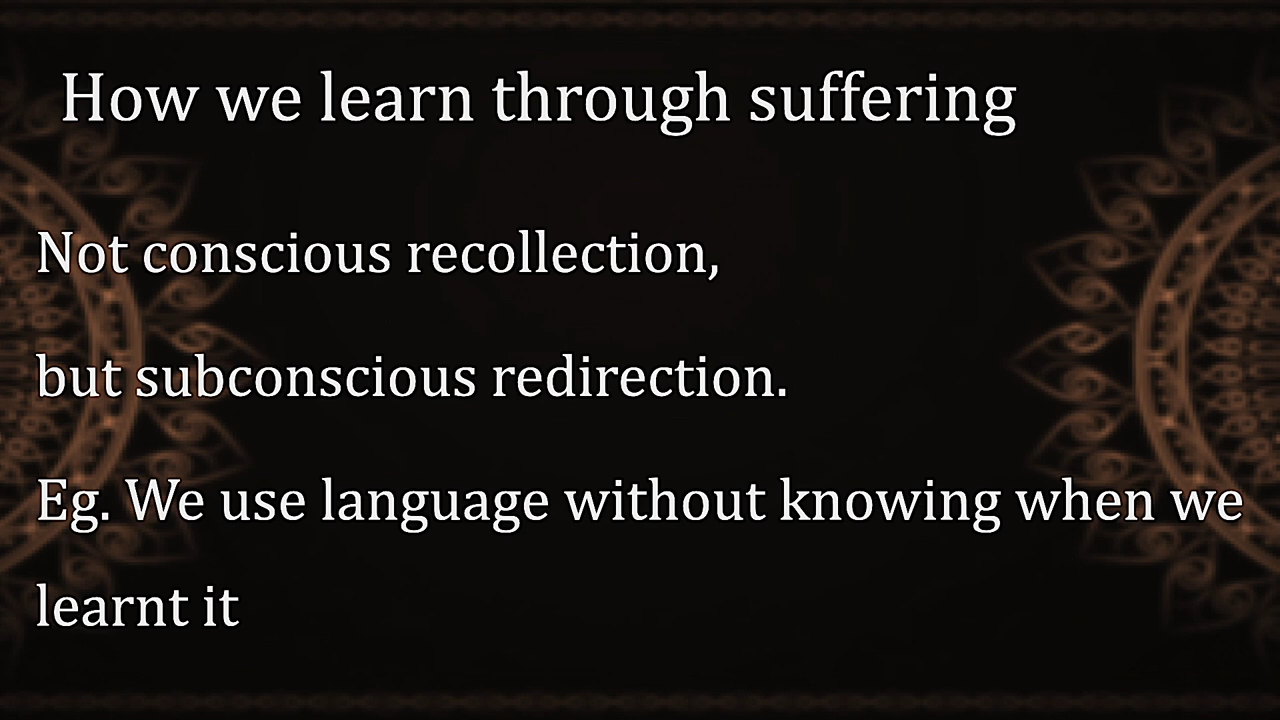 How we learn through suffering
Not conscious recollection,
but subconscious redirection.
Eg. We use language without knowing when we
learnt it